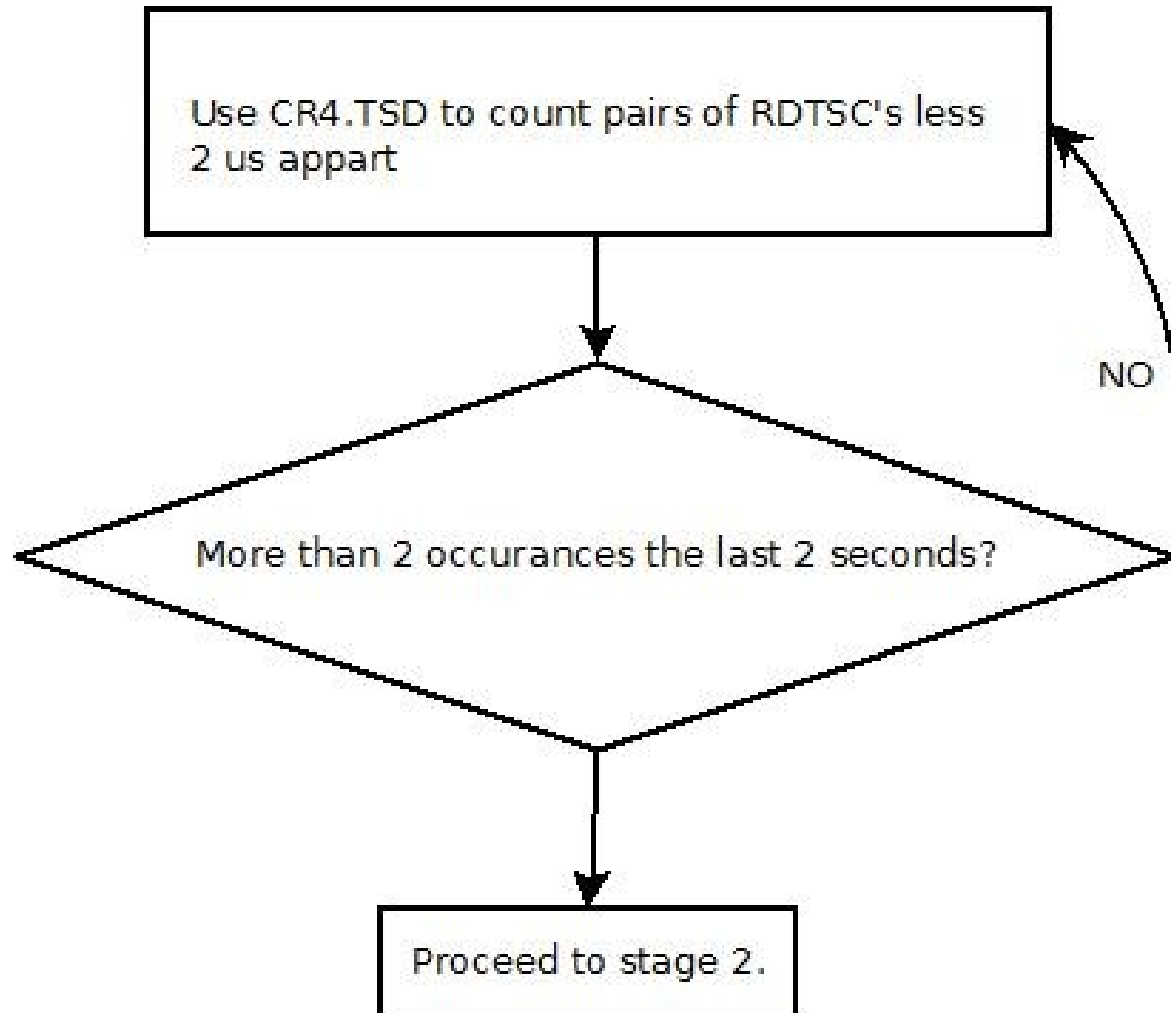 Use CR4.TSD to count pairs of RDTSC's less
2 us appart
NO
More than 2 occurances the last 2 seconds?
Proceed to stage 2.